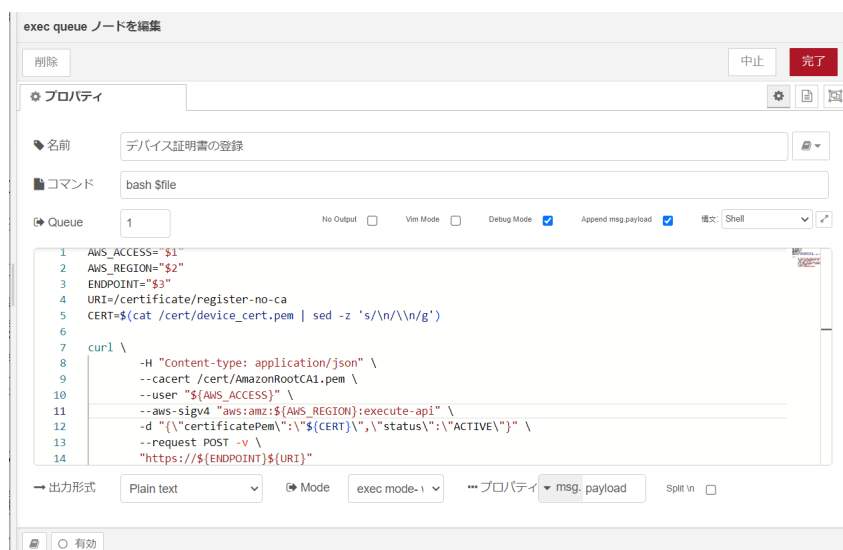 exec queue ノードを編集
削除 中止 完了
プロパティ
名前 デバイス証明書の登録
コマンド bash $file
Queue 1 No Output Vim Mode Debug Mode Append msg.payload 構文: Shell
1 AWS_ACCESS="$1"
2 AWS_REGION="$2"
3 ENDPOINT="$3"
4 URI=/certificate/register-no-ca
5 CERT=$(cat /cert/device_cert.pem | sed -z 's/\n/\\n/g')
6
7 curl \
8 -H "Content-type: application/json" \
9 --cacert /cert/AmazonRootCA1.pem \
10 --user "${AWS_ACCESS}" \
11 --aws-sigv4 "aws:amz:${AWS_REGION}:execute-api" \
12 -d "{\"certificatePem\":\"${CERT}\",\"status\":\"ACTIVE\"}" \
13 --request POST -v \
14 "https://${ENDPOINT}${URI}"
出力形式 Plain text Mode exec mode- プロパティ msg. payload Split \n
有効